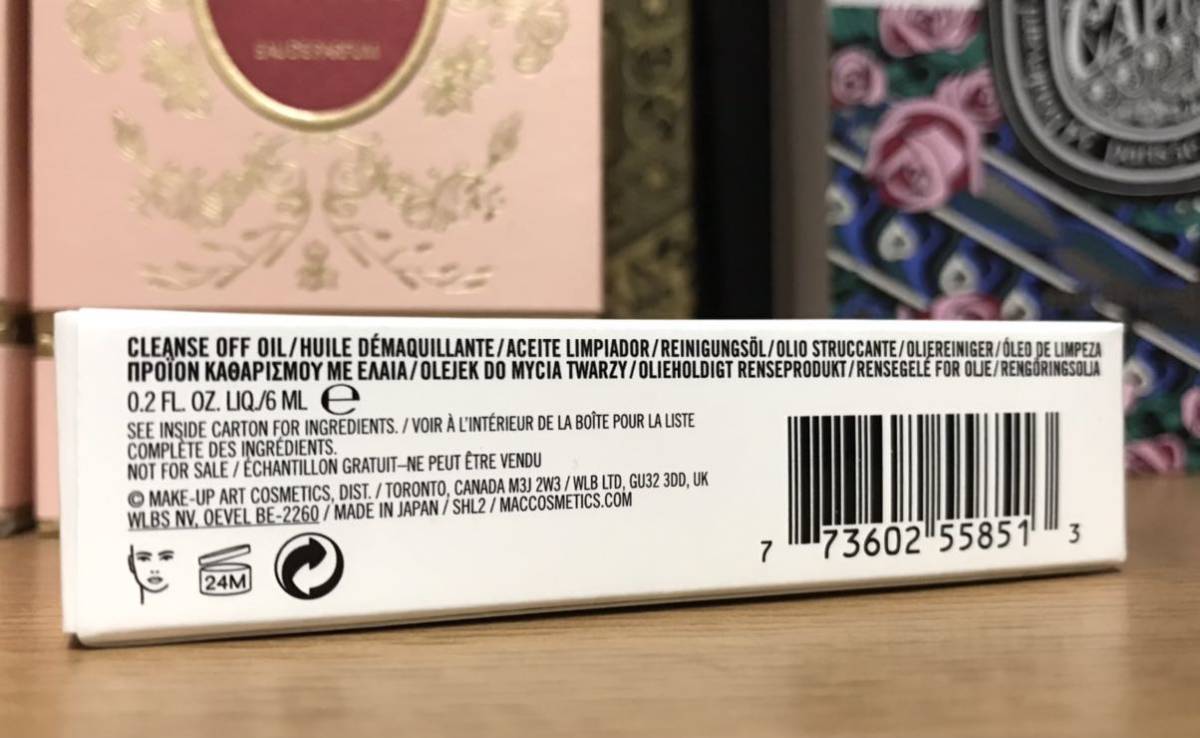 EAU DE PARFUM
CLEANSE OFF OIL/HUILE DÉMAQUILLANTE/ACEITE LIMPIADOR/REINIGUNGSÖL/OLIO STRUCCANTE/OLIEREINIGER/ÓLEO DE LIMPEZA
ΠΡΟΪΟΝ ΚΑΘΑΡΙΣΜΟΥ ΜΕ ΕΛΑΙΑ/OLEJEK DO MYCIA TWARZY/OLIEHOLDIGT RENSEPRODUKT/RENSEGELÉ FOR OLJE/RENGÖRINGSOLJA
0.2 FL. OZ. LIQ./6 ML ℮
SEE INSIDE CARTON FOR INGREDIENTS. / VOIR À L'INTÉRIEUR DE LA BOÎTE POUR LA LISTE
COMPLÈTE DES INGRÉDIENTS.
NOT FOR SALE / ÉCHANTILLON GRATUIT–NE PEUT ÊTRE VENDU
© MAKE-UP ART COSMETICS, DIST. / TORONTO, CANADA M3J 2W3 / WLB LTD, GU32 3DD, UK
WLBS NV, OEVEL BE-2260 / MADE IN JAPAN / SHL2 / MACCOSMETICS.COM
24M
7 73602 55851 3